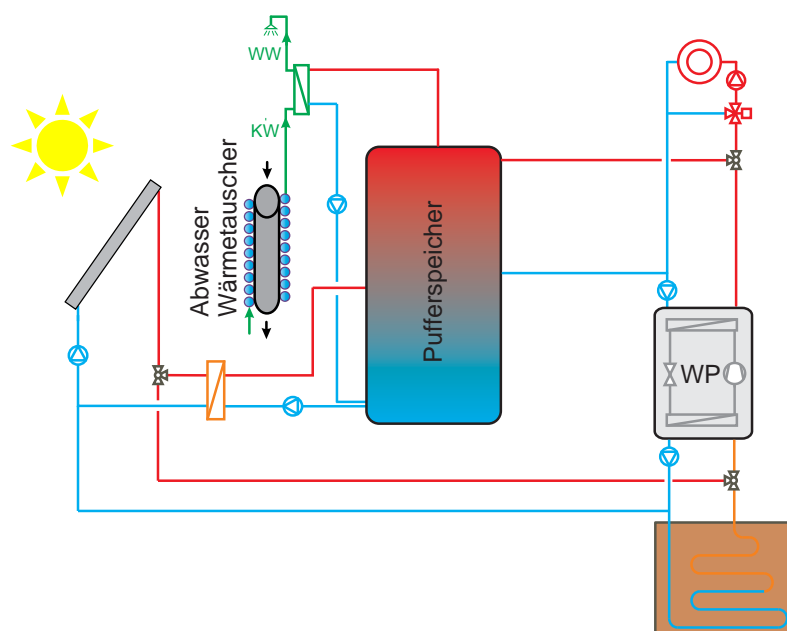 WW
KW
Abwasser
Wärmetauscher
Pufferspeicher
WP